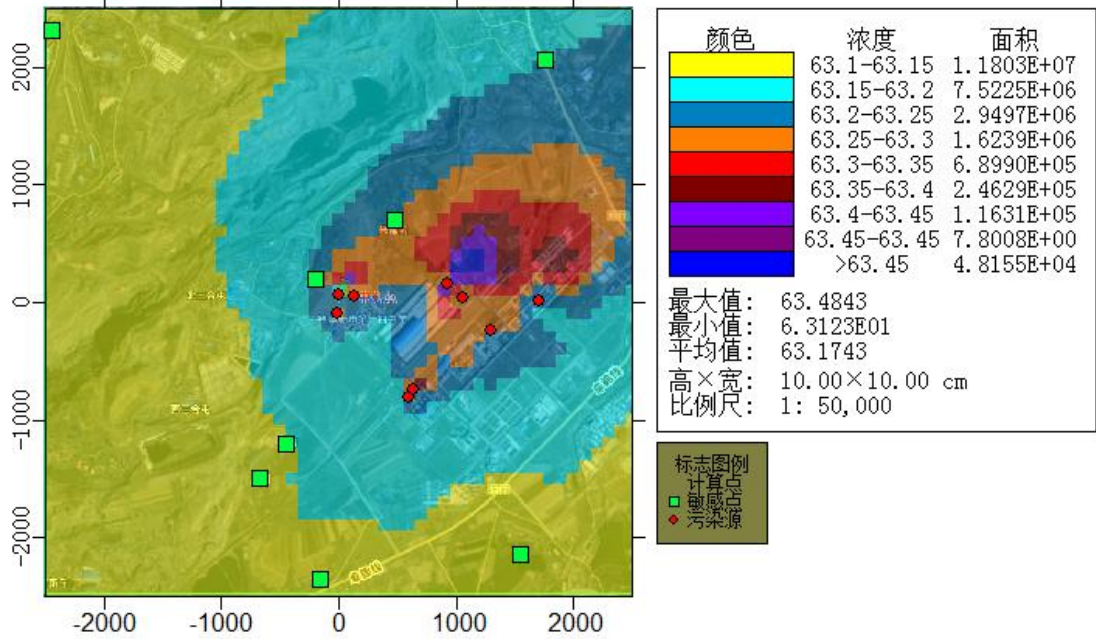 颜色 浓度 面积
63.1-63.15 1.1803E+07
63.15-63.2 7.5225E+06
63.2-63.25 2.9497E+06
63.25-63.3 1.6239E+06
63.3-63.35 6.8990E+05
63.35-63.4 2.4629E+05
63.4-63.45 1.1631E+05
63.45-63.45 7.8008E+00
>63.45 4.8155E+04
最大值: 63.4843
最小值: 6.3123E01
平均值: 63.1743
高×宽: 10.00×10.00 cm
比例尺: 1: 50,000
标志图例
计算点
敏感点
污染源
2000
1000
0
-10000
-2000
-2000 -1000 0 1000 2000